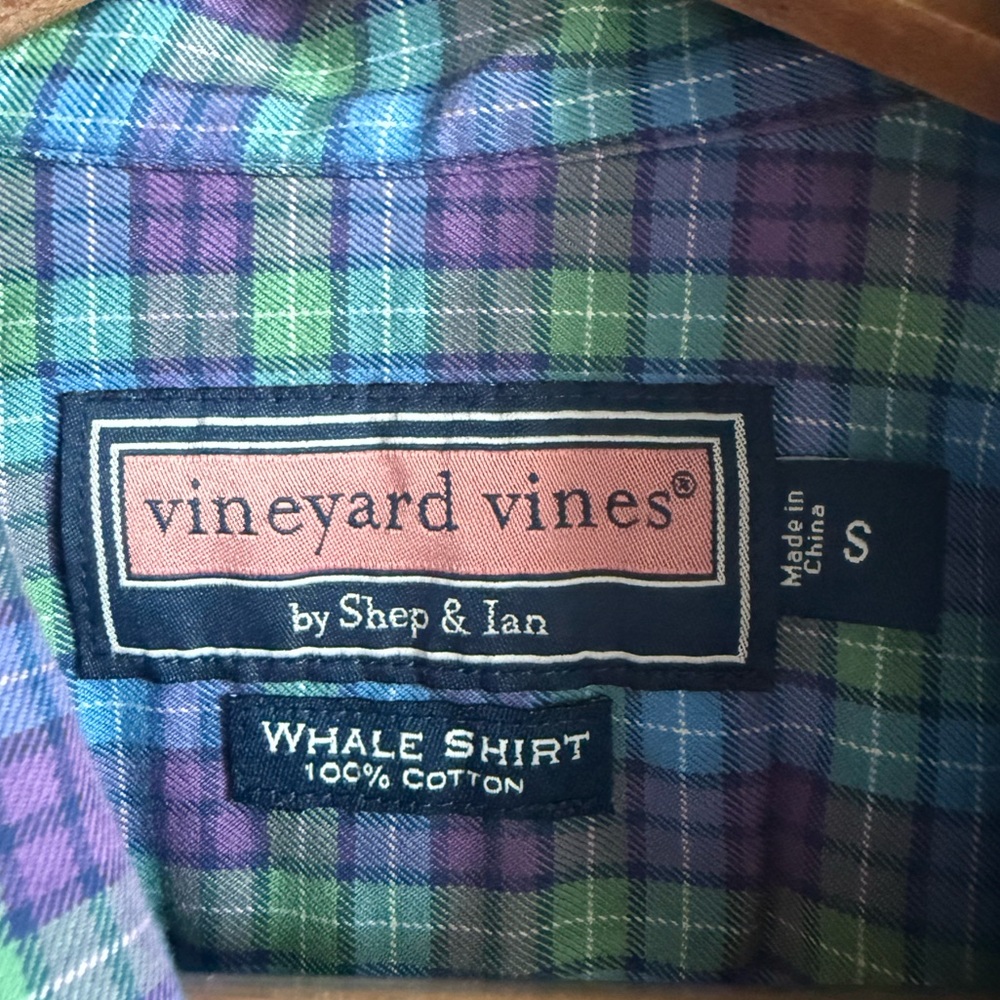 vineyard vines®
by Shep & Ian
Made in
China
S
WHALE SHIRT
100% COTTON